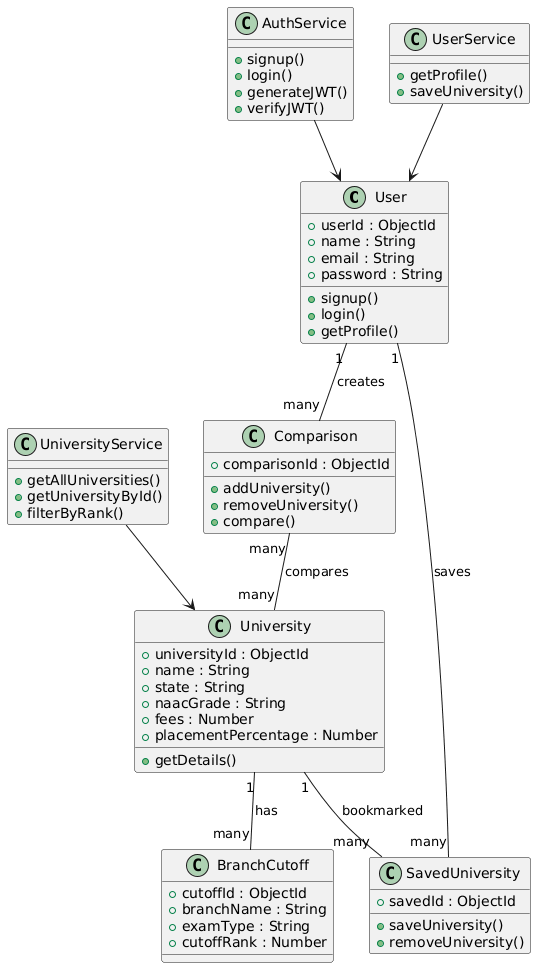 C AuthService
signup()
login()
generateJWT()
verifyJWT()
C UserService
getProfile()
saveUniversity()
C User
userId : ObjectId
name : String
email : String
password : String
signup()
login()
getProfile()
1
1
creates
many
C UniversityService
getAllUniversities()
getUniversityById()
filterByRank()
C Comparison
comparisonId : ObjectId
addUniversity()
removeUniversity()
compare()
many
compares
many
saves
C University
universityId : ObjectId
name : String
state : String
naacGrade : String
fees : Number
placementPercentage : Number
getDetails()
1
1
has
bookmarked
many
many
many
C BranchCutoff
cutoffId : ObjectId
branchName : String
examType : String
cutoffRank : Number
C SavedUniversity
savedId : ObjectId
saveUniversity()
removeUniversity()